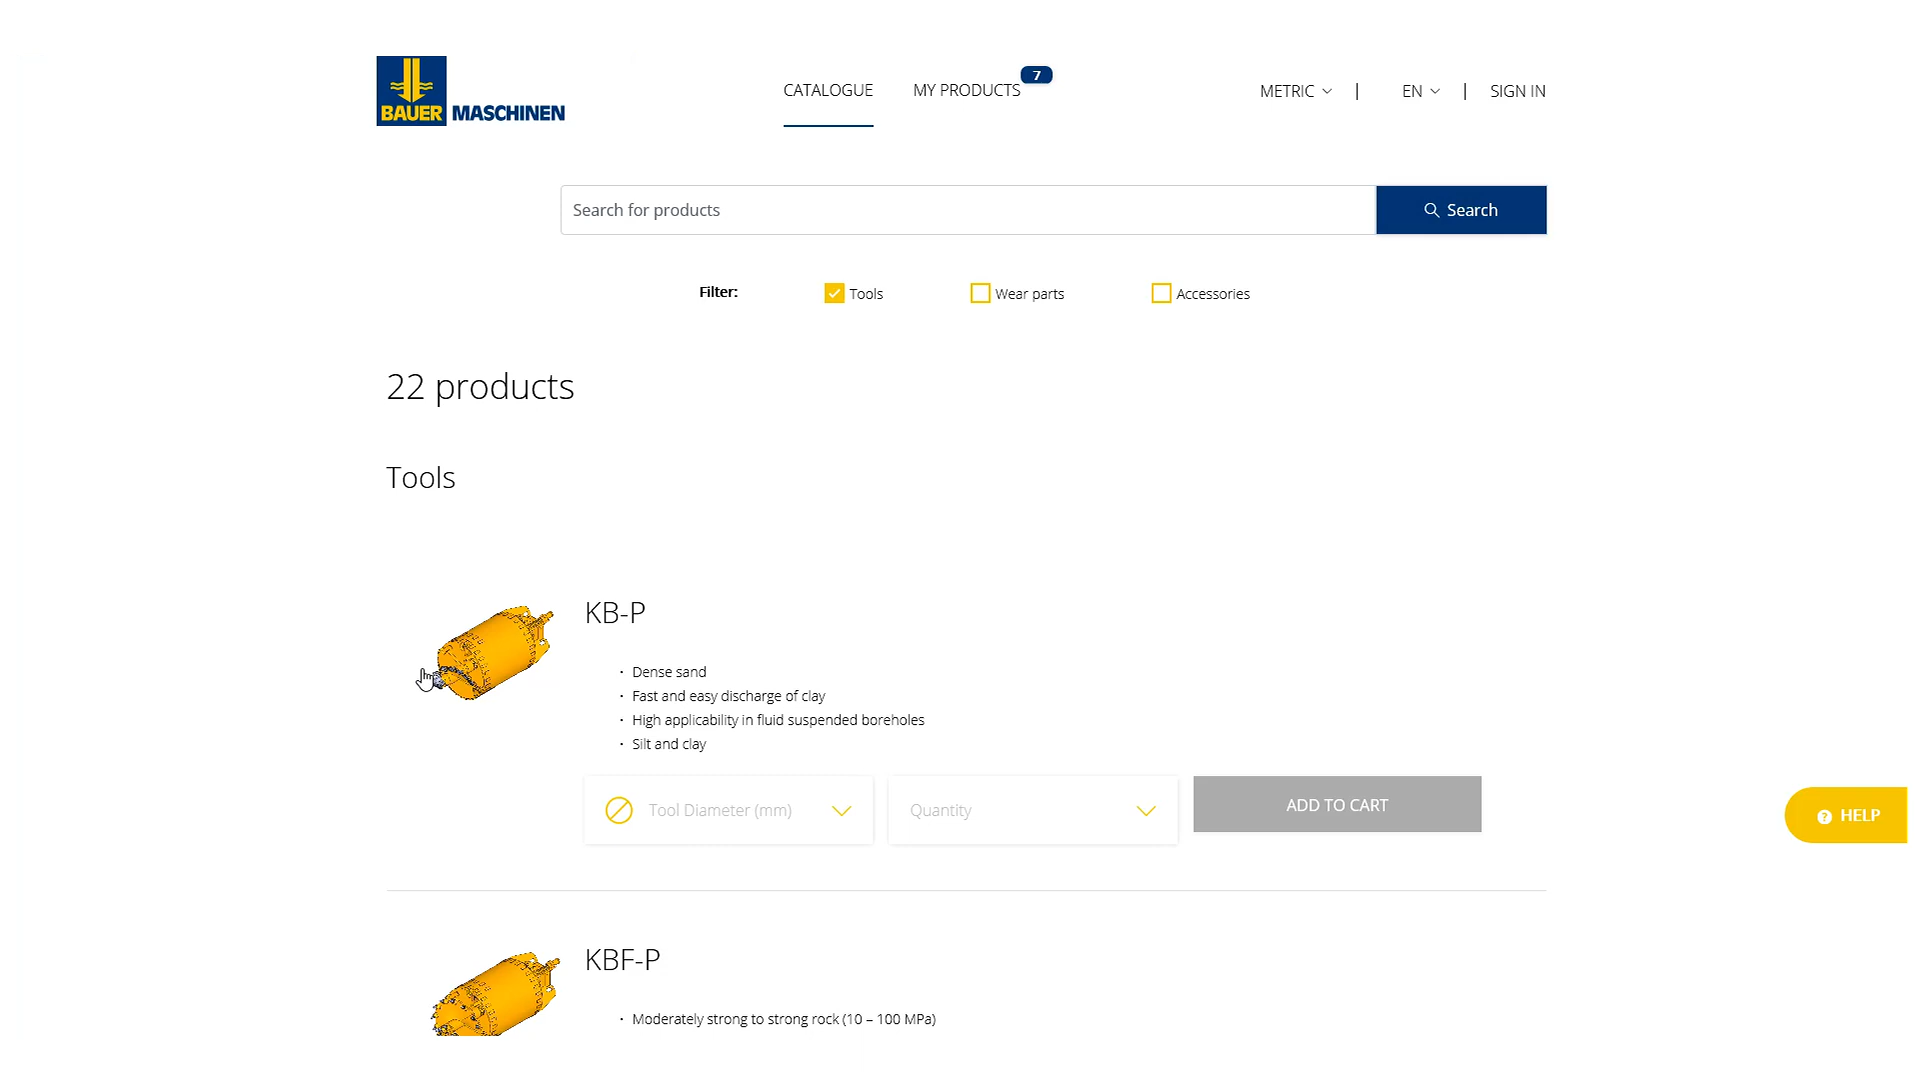 BAUER MASCHINEN
CATALOGUE
MY PRODUCTS
7
METRIC
|
EN
|
SIGN IN
Search for products
Search
Filter:
Tools
Wear parts
Accessories
22 products
Tools
KB-P
· Dense sand
· Fast and easy discharge of clay
· High applicability in fluid suspended boreholes
· Silt and clay
Tool Diameter (mm)
Quantity
ADD TO CART
? HELP
KBF-P
· Moderately strong to strong rock (10 – 100 MPa)